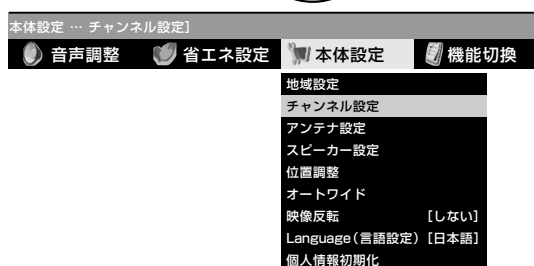 本体設定 … チャンネル設定]
音声調整 省エネ設定 本体設定 機能切換
地域設定
チャンネル設定
アンテナ設定
スピーカー設定
位置調整
オートワイド
映像反転 [しない]
Language(言語設定) [日本語]
個人情報初期化